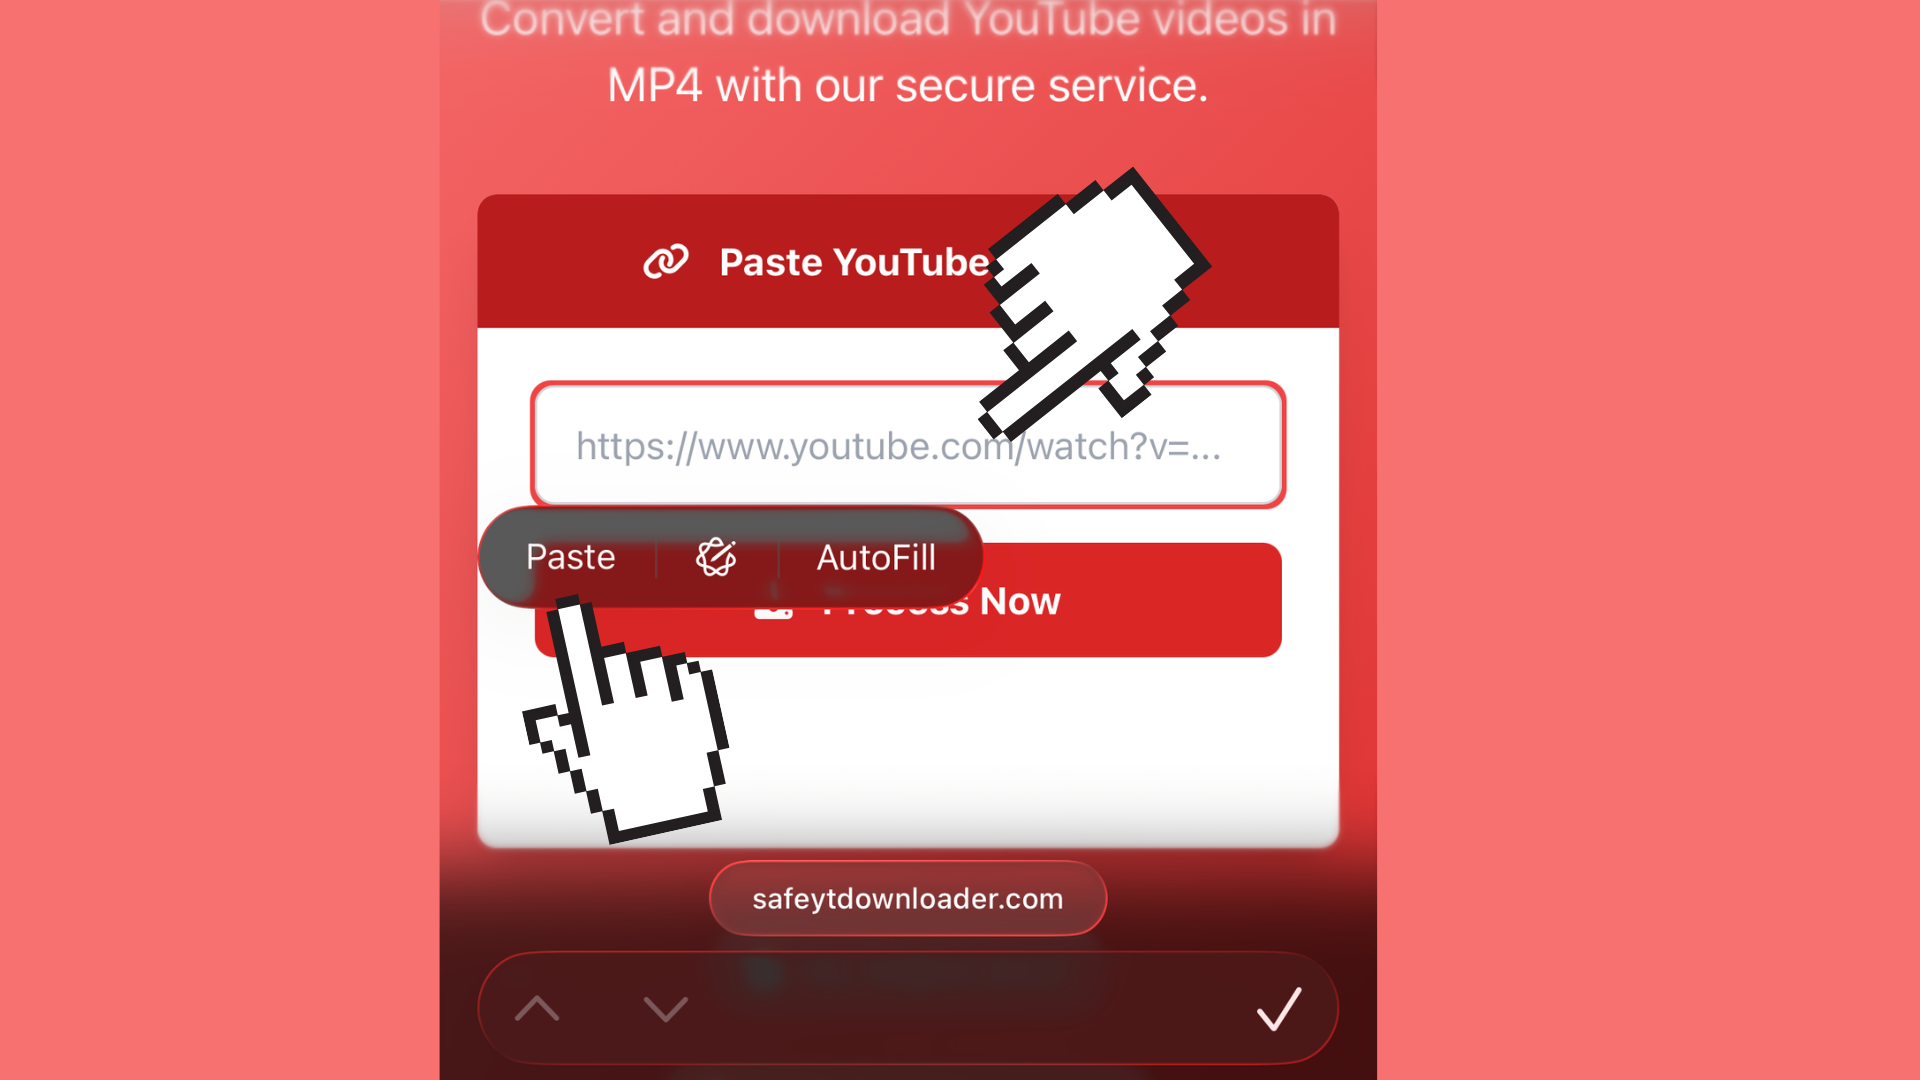 Convert and download YouTube videos in
MP4 with our secure service.
Paste YouTube
https://www.youtube.com/watch?v=...
Paste
AutoFill
Process Now
safeytdownloader.com